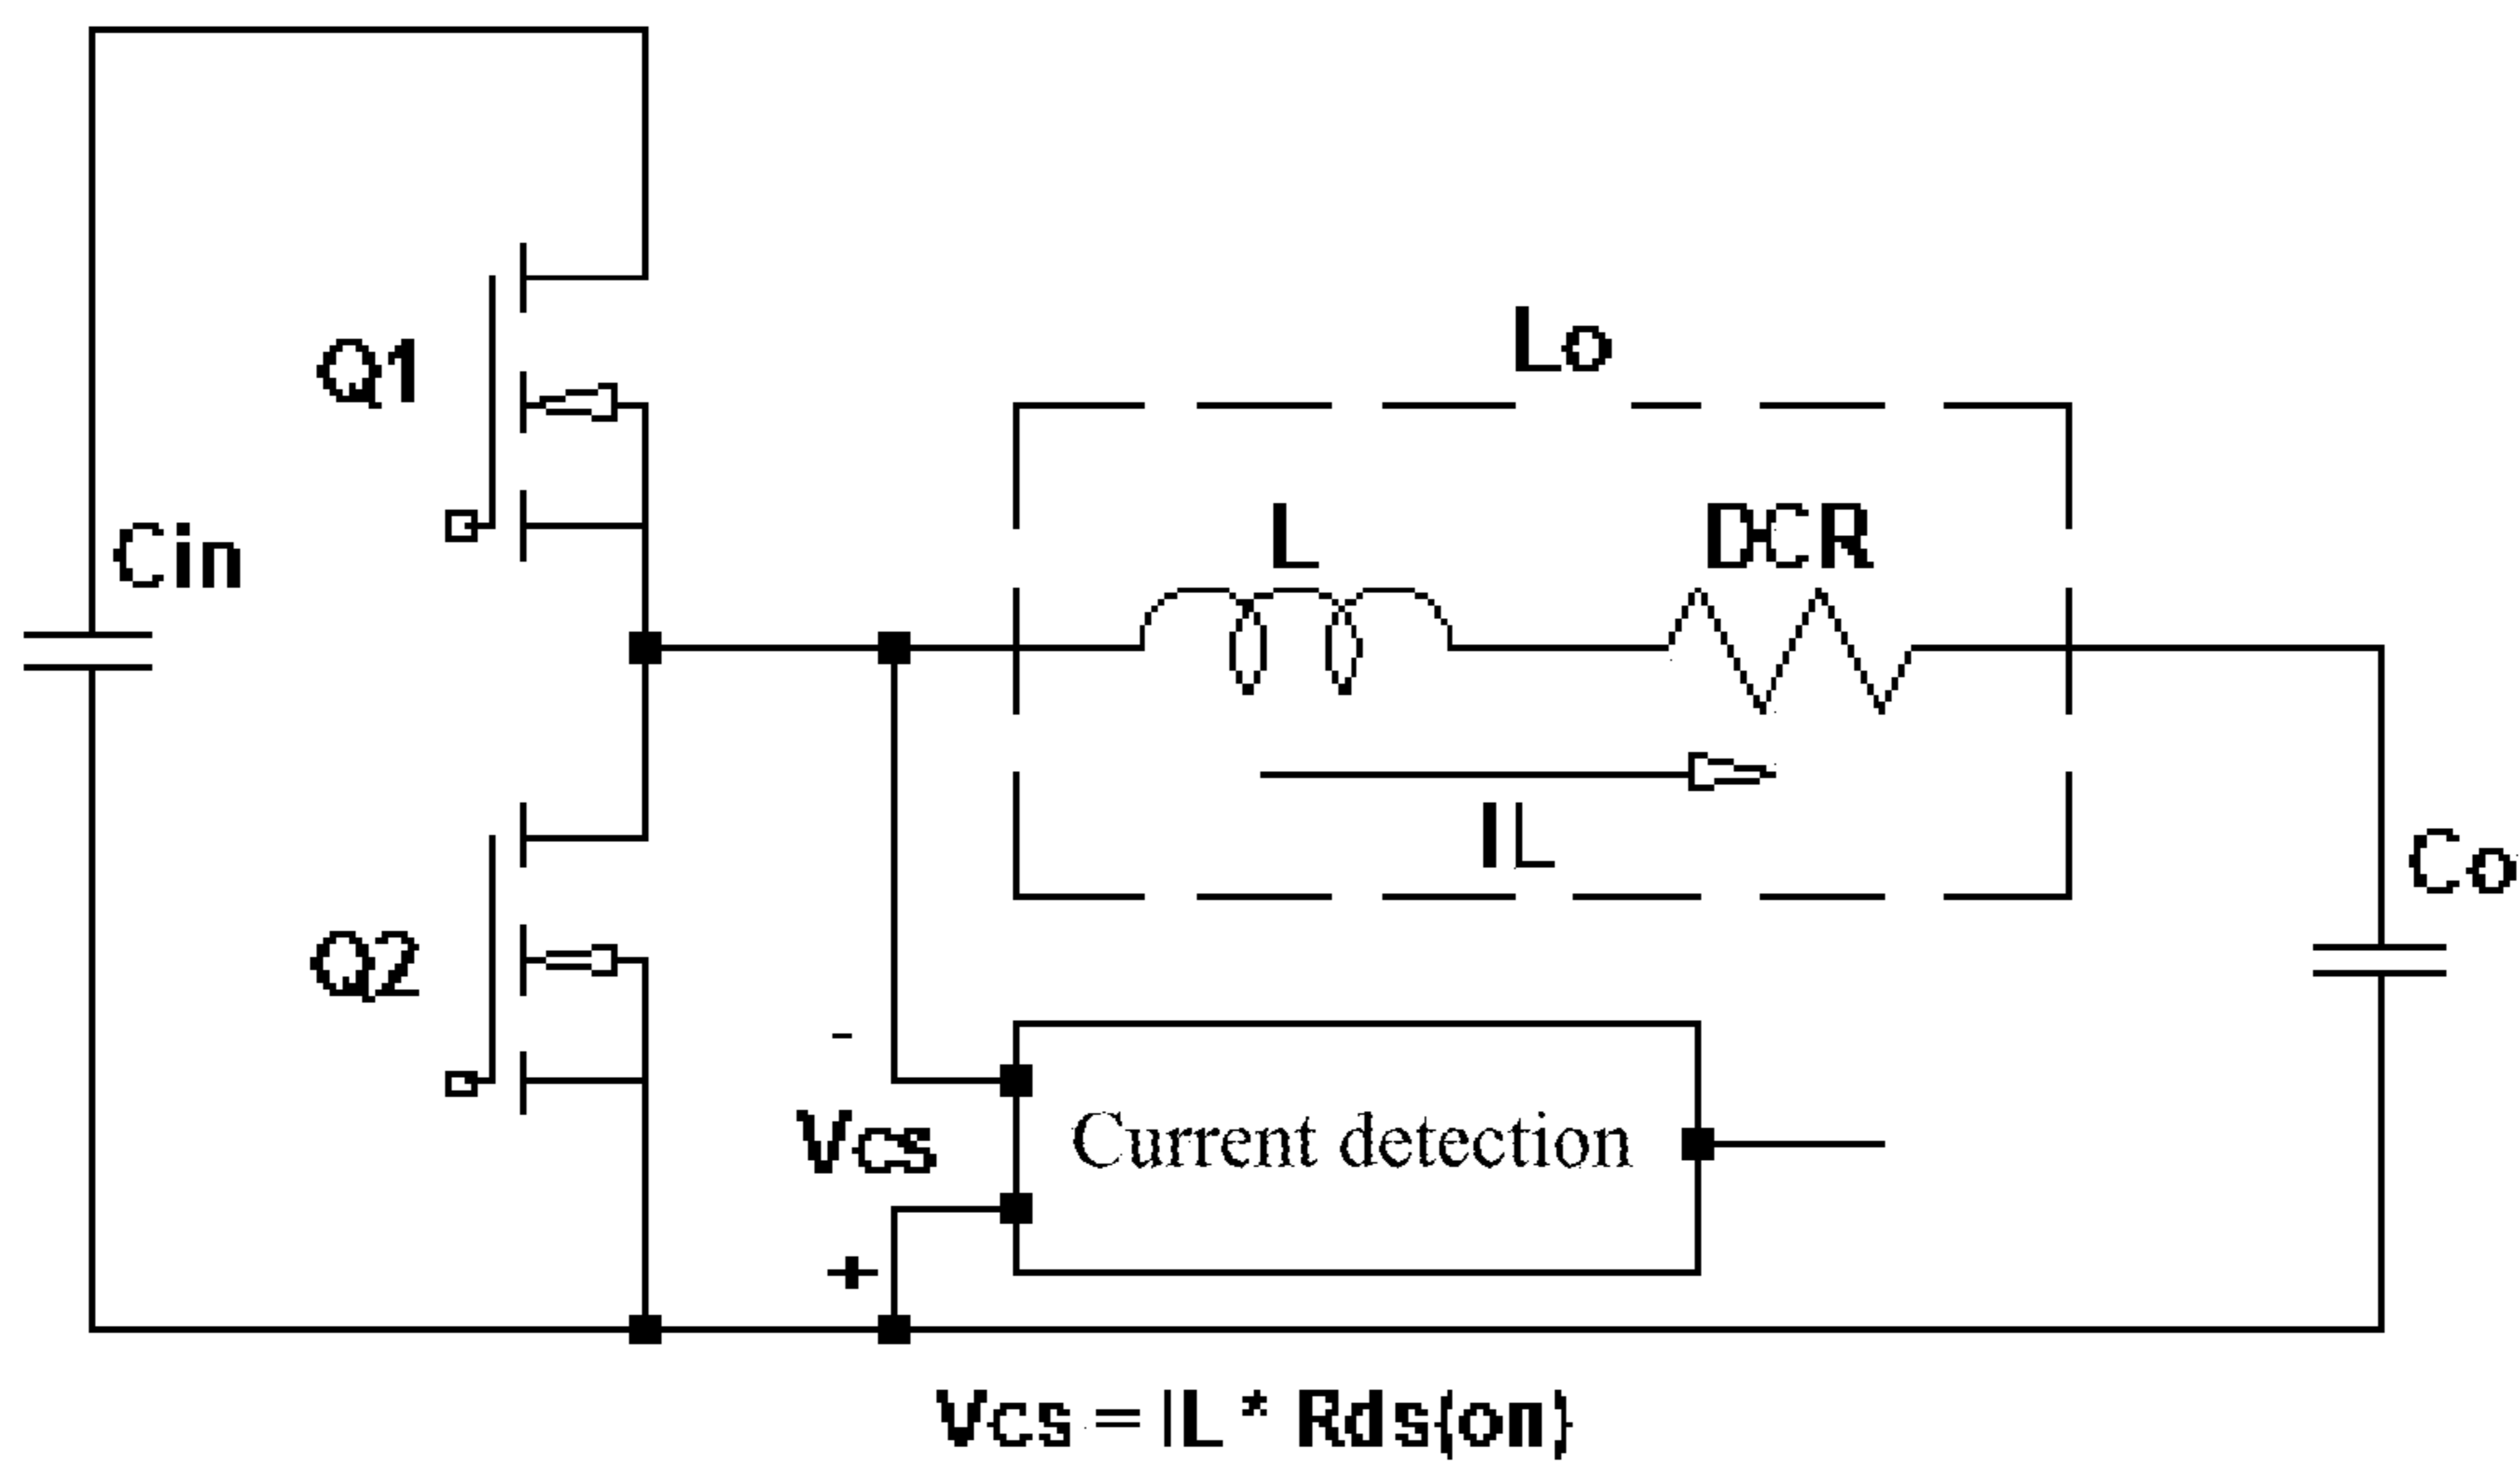 Lo
Q1
L
DCR
Cin
IL
Co
Q2
-
Vcs
Current detection
+
Vcs = IL * Rds(on)